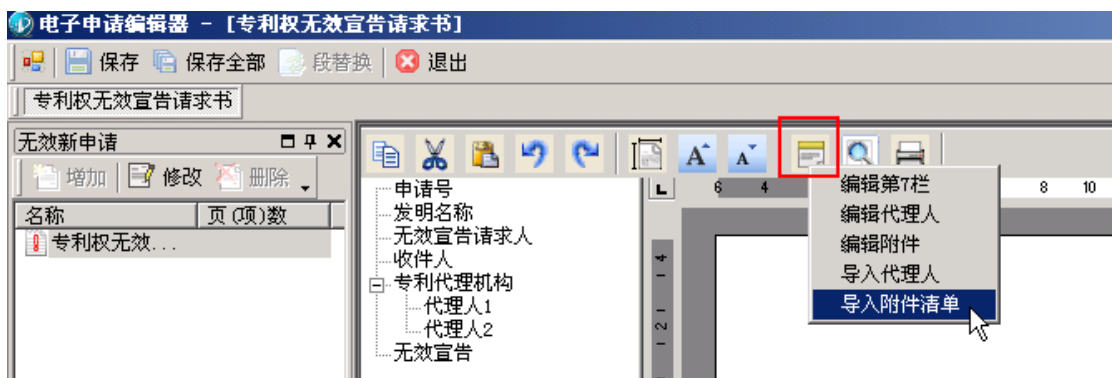 电子申请编辑器 - [专利权无效宣告请求书]
保存 保存全部 段替换 退出
专利权无效宣告请求书
无效新申请
增加 修改 删除
名称 页(项)数
专利权无效...
申请号
发明名称
无效宣告请求人
收件人
专利代理机构
代理人1
代理人2
无效宣告
A A
L 6 4 8 10
4 2 1 2
编辑第7栏
编辑代理人
编辑附件
导入代理人
导入附件清单